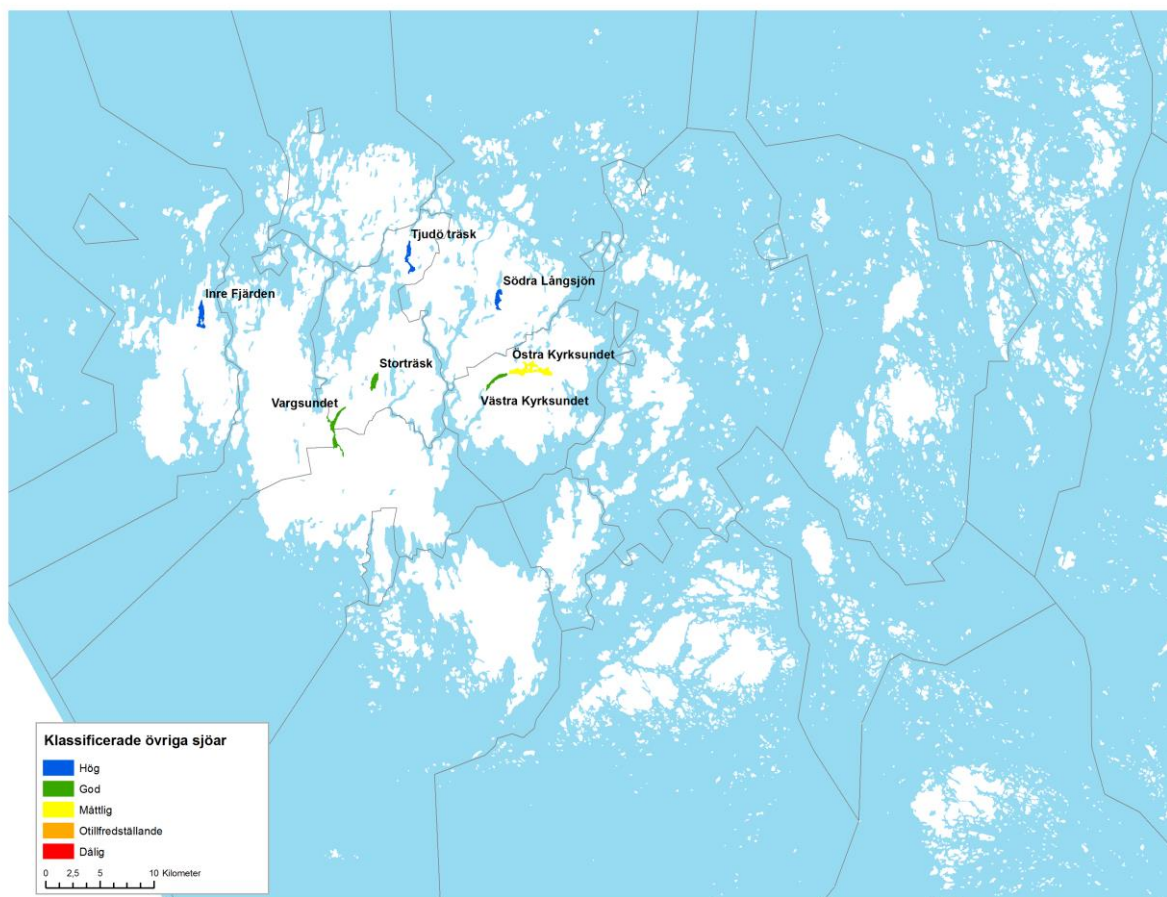 Tjudö träsk
Södra Långsjön
Inre Fjärden
Östra Kyrksundet
Storträsk
Västra Kyrksundet
Vargsundet
Klassificerade övriga sjöar
Hög
God
Måttlig
Otillfredställande
Dålig
0 2,5 5 10 Kilometer